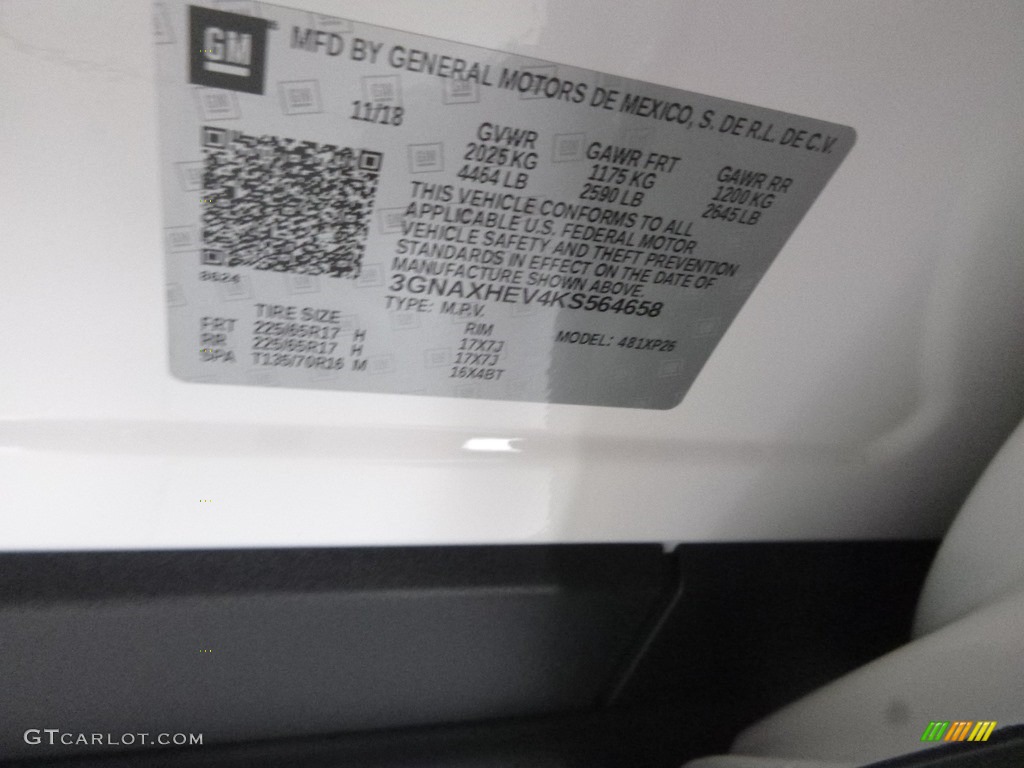 GM
MFD BY GENERAL MOTORS DE MEXICO, S. DE R.L. DE C.V.
11/18
GVWR GAWR FRT GAWR RR
2025 KG 1175 KG 1200 KG
4464 LB 2590 LB 2645 LB
THIS VEHICLE CONFORMS TO ALL
APPLICABLE U.S. FEDERAL MOTOR
VEHICLE SAFETY AND THEFT PREVENTION
STANDARDS IN EFFECT ON THE DATE OF
MANUFACTURE SHOWN ABOVE.
3GNAXHEV4KS564658
8624
TYPE: M.P.V. MODEL: 481XP26
TIRE SIZE RIM
FRT 225/65R17 H 17X7J
RR 225/65R17 H 17X7J
SPA T135/70R16 M 16X4BT
GTCARLOT.COM